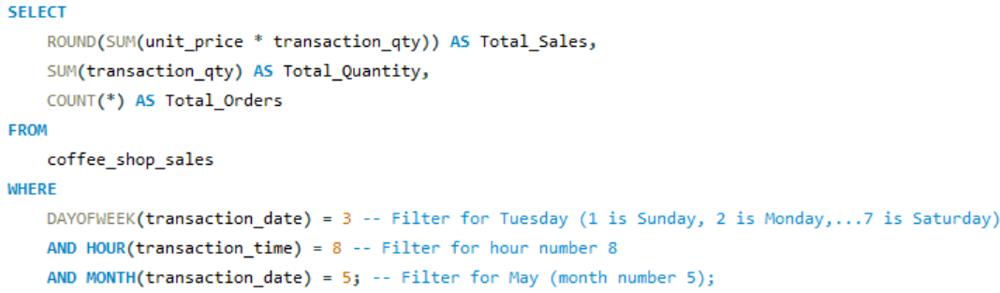 SELECT
    ROUND(SUM(unit_price * transaction_qty)) AS Total_Sales,
    SUM(transaction_qty) AS Total_Quantity,
    COUNT(*) AS Total_Orders
FROM
    coffee_shop_sales
WHERE
    DAYOFWEEK(transaction_date) = 3 -- Filter for Tuesday (1 is Sunday, 2 is Monday,...7 is Saturday)
    AND HOUR(transaction_time) = 8 -- Filter for hour number 8
    AND MONTH(transaction_date) = 5; -- Filter for May (month number 5);